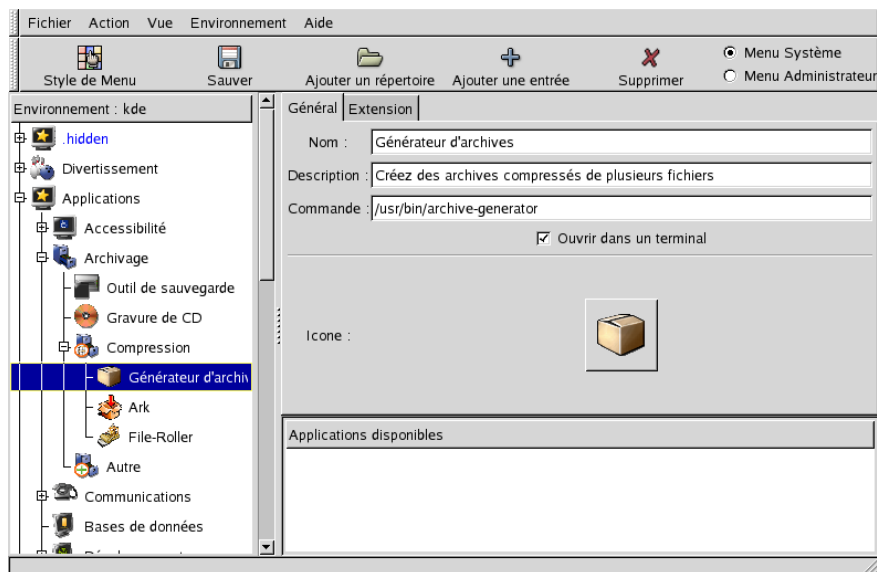 Fichier Action Vue Environnement Aide
Style de Menu Sauver Ajouter un répertoire Ajouter une entrée Supprimer
Menu Système
Menu Administrateur
Environnement : kde
.hidden
Divertissement
Applications
Accessibilité
Archivage
Outil de sauvegarde
Gravure de CD
Compression
Générateur d'archiv
Ark
File-Roller
Autre
Communications
Bases de données
Général Extension
Nom : Générateur d'archives
Description : Créez des archives compressés de plusieurs fichiers
Commande : /usr/bin/archive-generator
Ouvrir dans un terminal
Icone :
Applications disponibles